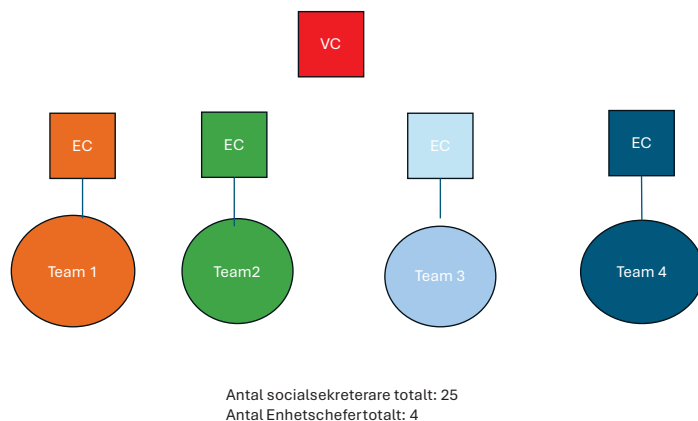 VC
EC
EC
EC
EC
Team 1
Team2
Team 3
Team 4
Antal socialsekreterare totalt: 25
Antal Enhetschefertotalt: 4